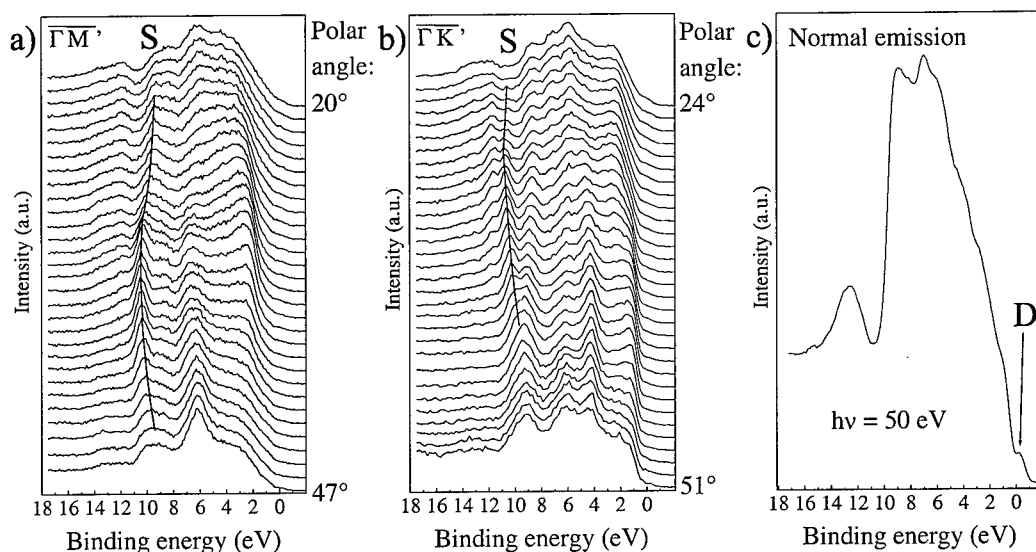 a) ΓM' S
Polar
angle:
20°
47°
Intensity (a.u.)
18 16 14 12 10 8 6 4 2 0
Binding energy (eV)
b) ΓK' S
Polar
angle:
24°
51°
Intensity (a.u.)
18 16 14 12 10 8 6 4 2 0
Binding energy (eV)
c) Normal emission
D
hν = 50 eV
Intensity (a.u.)
18 16 14 12 10 8 6 4 2 0
Binding energy (eV)